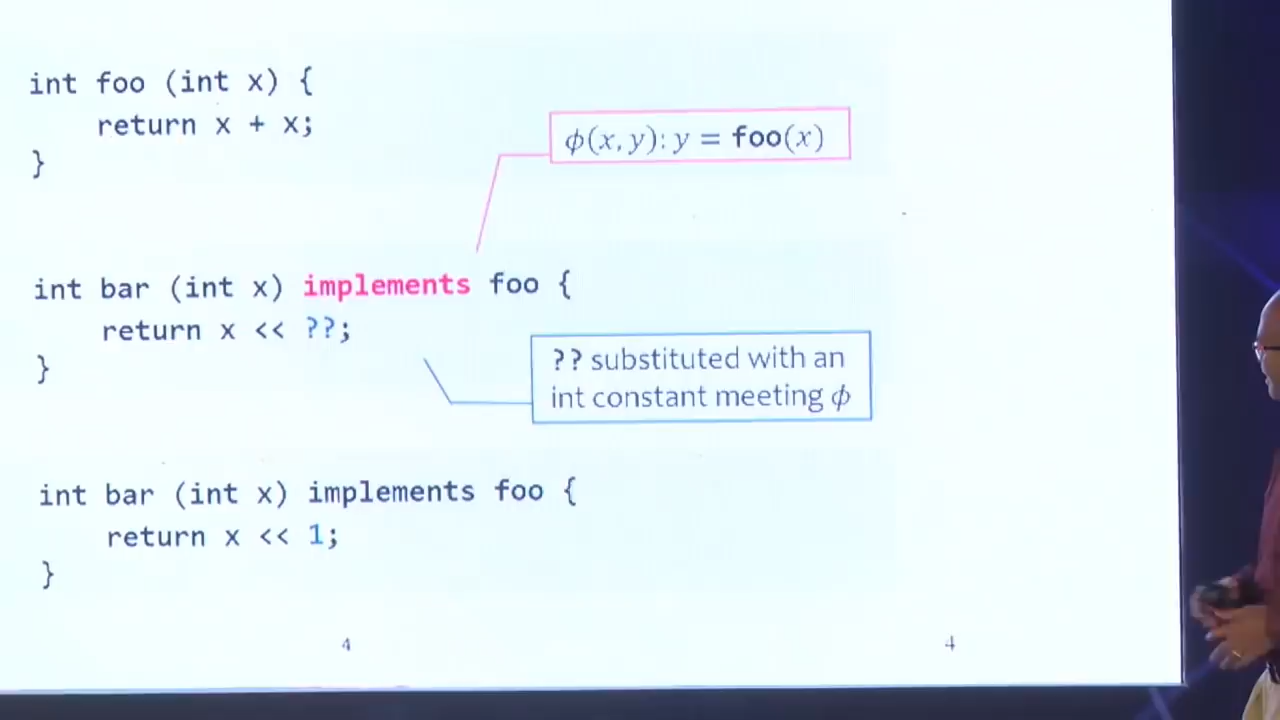 int foo (int x) {
return x + x;
}
ϕ(x, y): y = foo(x)
int bar (int x) implements foo {
return x << ??;
}
?? substituted with an
int constant meeting ϕ
int bar (int x) implements foo {
return x << 1;
}
4
4